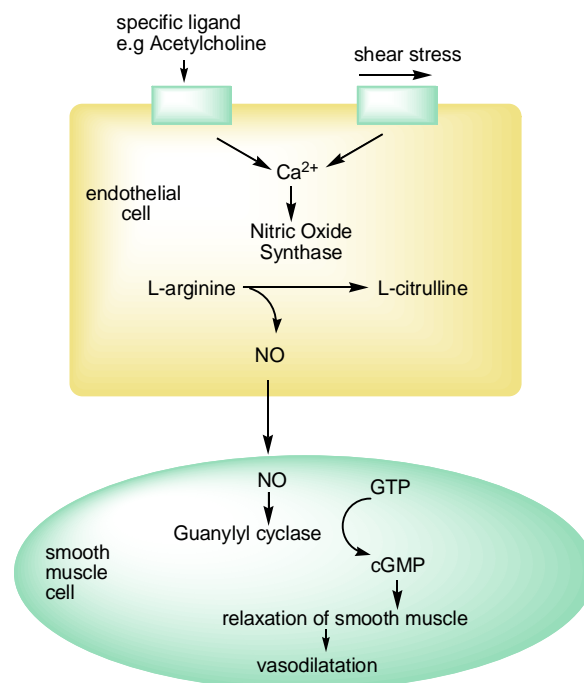 specific ligand
e.g Acetylcholine
shear stress
Ca²⁺
endothelial
cell
Nitric Oxide
Synthase
L-arginine
L-citrulline
NO
NO
GTP
Guanylyl cyclase
smooth
muscle
cell
cGMP
relaxation of smooth muscle
vasodilatation